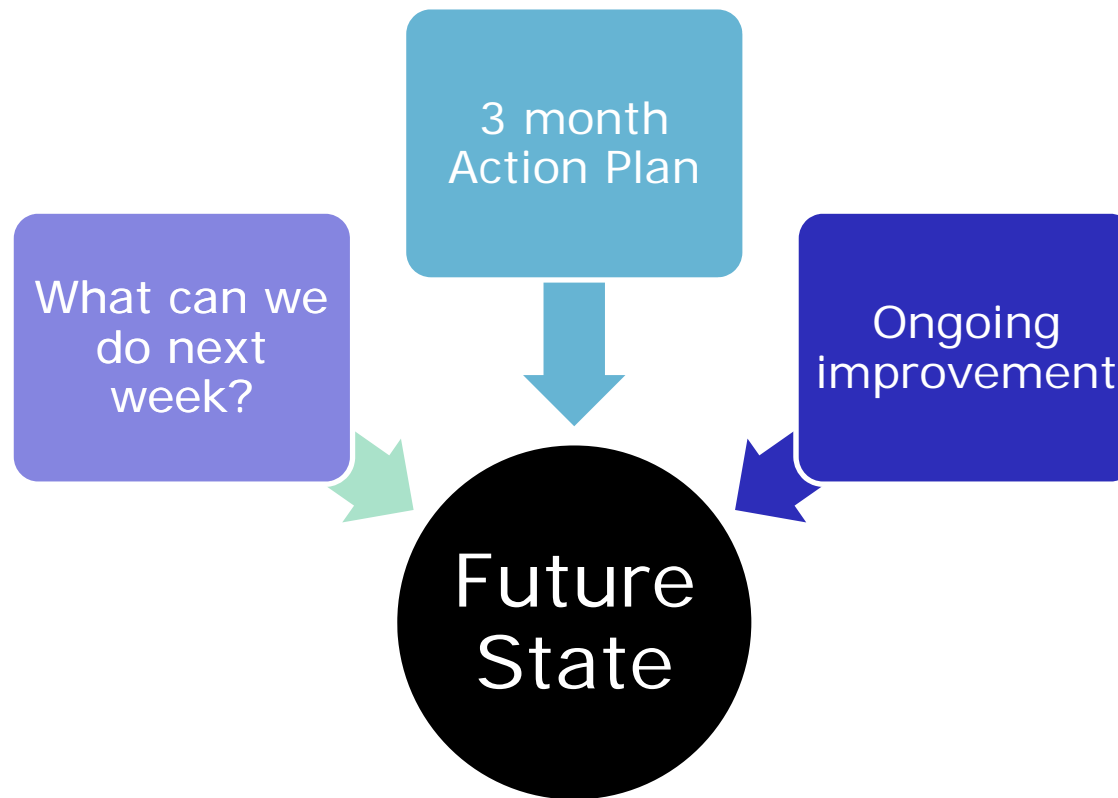 3 month
Action Plan
What can we
do next
week?
Ongoing
improvement
Future
State